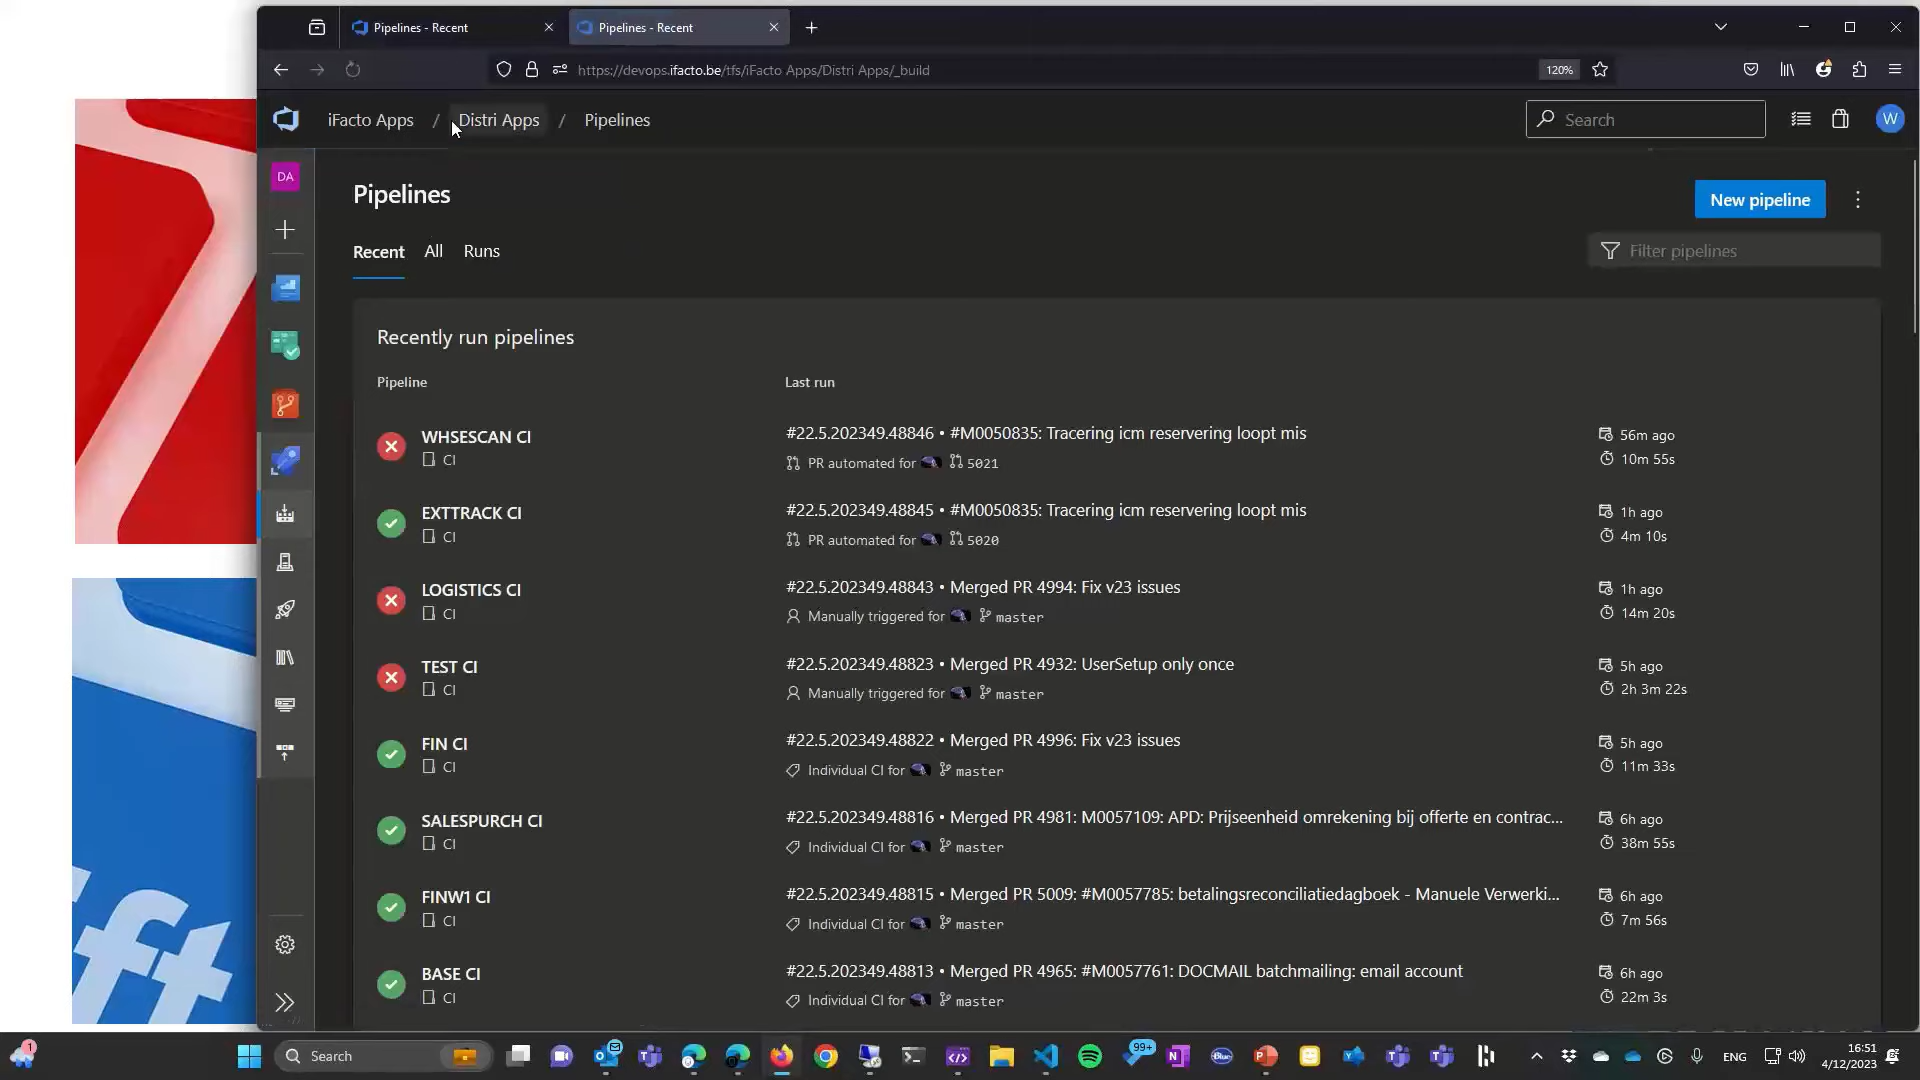 Pipelines - Recent
Pipelines - Recent
https://devops.ifacto.be/tfs/iFacto Apps/Distri Apps/_build
120%
iFacto Apps / Distri Apps / Pipelines
Search
W
DA
Pipelines
New pipeline
Recent All Runs
Filter pipelines
Recently run pipelines
Pipeline Last run
WHSESCAN CI #22.5.202349.48846 • #M0050835: Tracering icm reservering loopt mis 56m ago
CI PR automated for 5021 10m 55s
EXTTRACK CI #22.5.202349.48845 • #M0050835: Tracering icm reservering loopt mis 1h ago
CI PR automated for 5020 4m 10s
LOGISTICS CI #22.5.202349.48843 • Merged PR 4994: Fix v23 issues 1h ago
CI Manually triggered for master 14m 20s
TEST CI #22.5.202349.48823 • Merged PR 4932: UserSetup only once 5h ago
CI Manually triggered for master 2h 3m 22s
FIN CI #22.5.202349.48822 • Merged PR 4996: Fix v23 issues 5h ago
CI Individual CI for master 11m 33s
SALESPURCH CI #22.5.202349.48816 • Merged PR 4981: M0057109: APD: Prijseenheid omrekening bij offerte en contrac... 6h ago
CI Individual CI for master 38m 55s
FINW1 CI #22.5.202349.48815 • Merged PR 5009: #M0057785: betalingsreconciliatiedagboek - Manuele Verwerki... 6h ago
CI Individual CI for master 7m 56s
BASE CI #22.5.202349.48813 • Merged PR 4965: #M0057761: DOCMAIL batchmailing: email account 6h ago
CI Individual CI for master 22m 3s
ft
1
Search
99+
Blue
ENG
16:51
4/12/2023